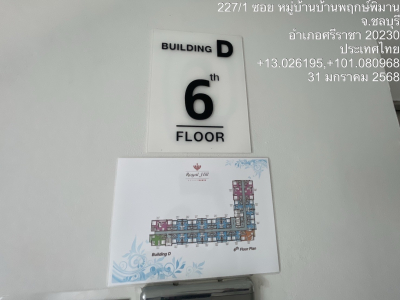 227/1 ซอย หมู่บ้านบ้านพฤกษ์พิมาน
จ.ชลบุรี
อำเภอศรีราชา 20230
ประเทศไทย
+13.026195,+101.080968
31 มกราคม 2568
BUILDING D
6th
FLOOR
Building D
6th Floor Plan